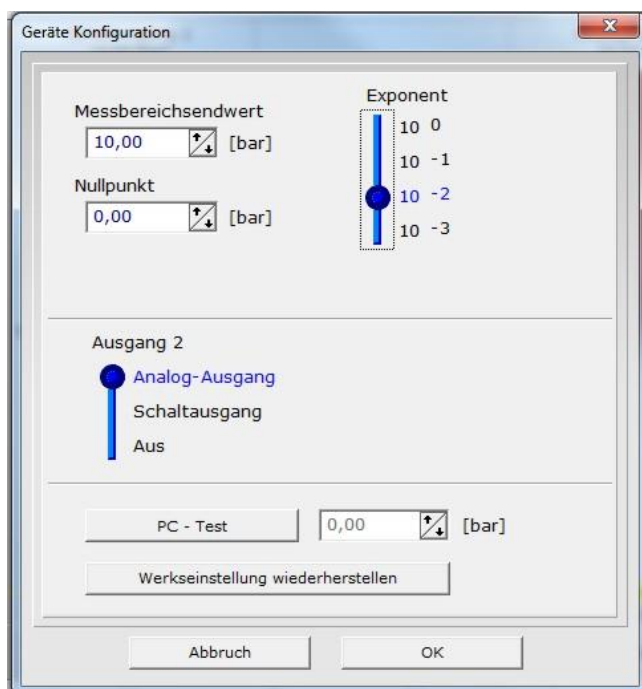 Geräte Konfiguration
Messbereichsendwert
10,00 [bar]
Nullpunkt
0,00 [bar]
Exponent
10 0
10 -1
10 -2
10 -3
Ausgang 2
Analog-Ausgang
Schaltausgang
Aus
PC - Test 0,00 [bar]
Werkseinstellung wiederherstellen
Abbruch OK